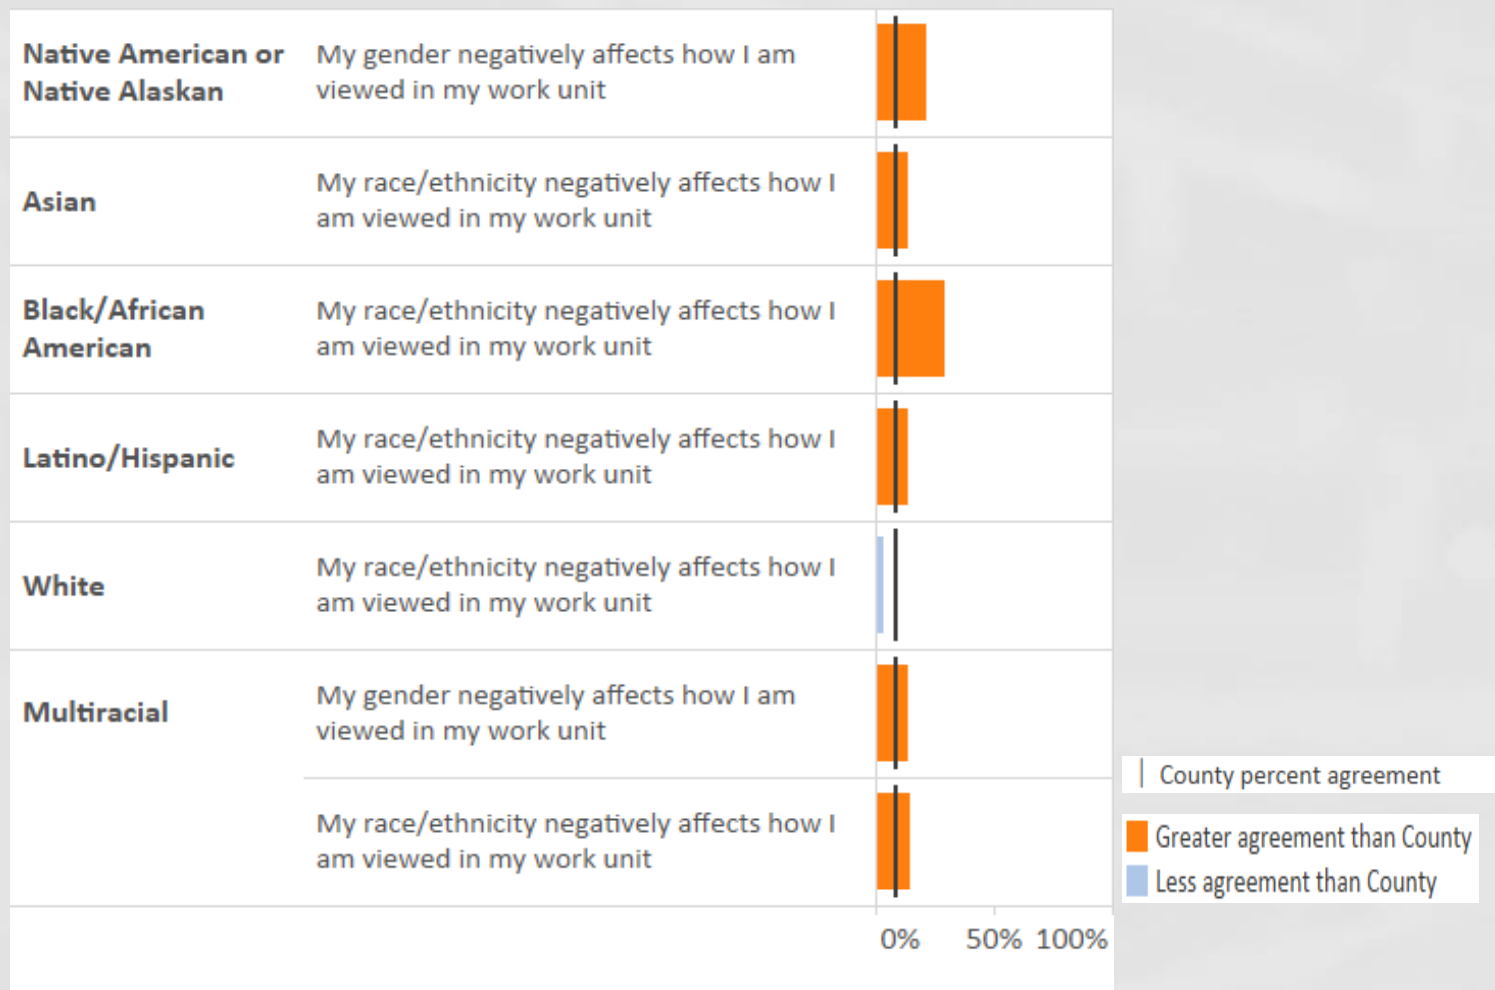 Native American or
Native Alaskan
My gender negatively affects how I am
viewed in my work unit
Asian
My race/ethnicity negatively affects how I
am viewed in my work unit
Black/African
American
My race/ethnicity negatively affects how I
am viewed in my work unit
Latino/Hispanic
My race/ethnicity negatively affects how I
am viewed in my work unit
White
My race/ethnicity negatively affects how I
am viewed in my work unit
Multiracial
My gender negatively affects how I am
viewed in my work unit
My race/ethnicity negatively affects how I
am viewed in my work unit
0% 50% 100%
County percent agreement
Greater agreement than County
Less agreement than County